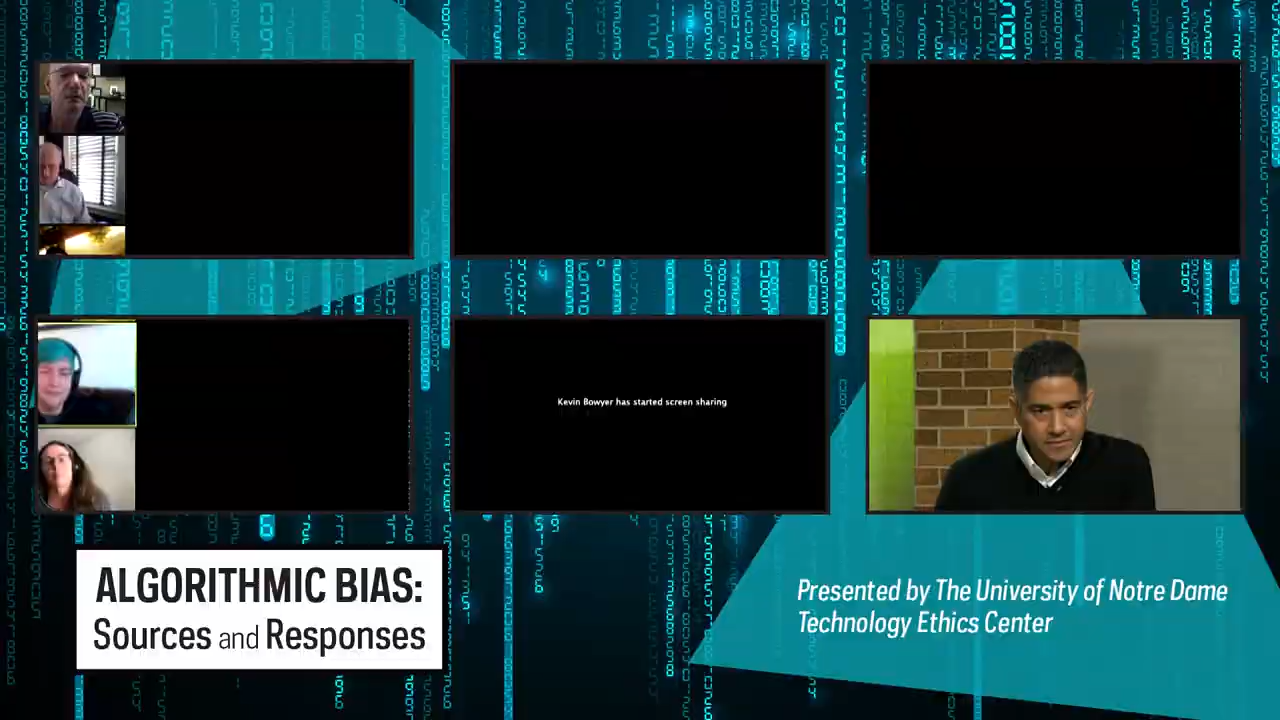 Kevin Bowyer has started screen sharing
ALGORITHMIC BIAS:
Sources and Responses
Presented by The University of Notre Dame
Technology Ethics Center